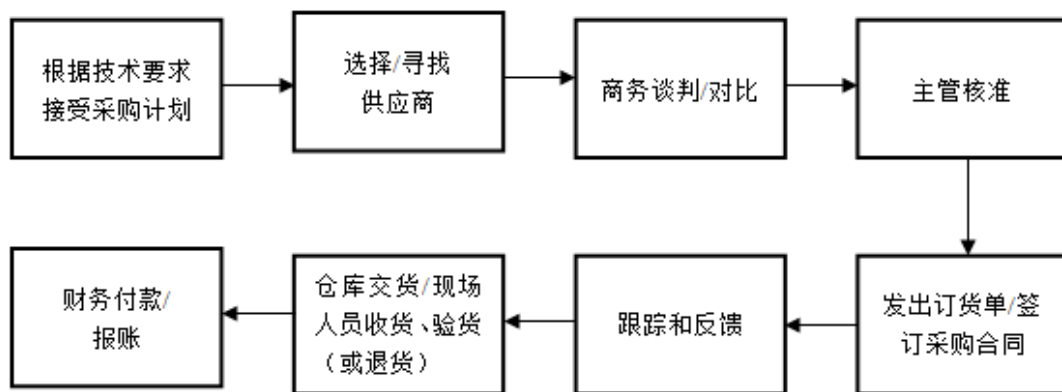 根据技术要求
接受采购计划
选择/寻找
供应商
商务谈判/对比
主管核准
发出订货单/签
订采购合同
跟踪和反馈
仓库交货/现场
人员收货、验货
（或退货）
财务付款/
报账